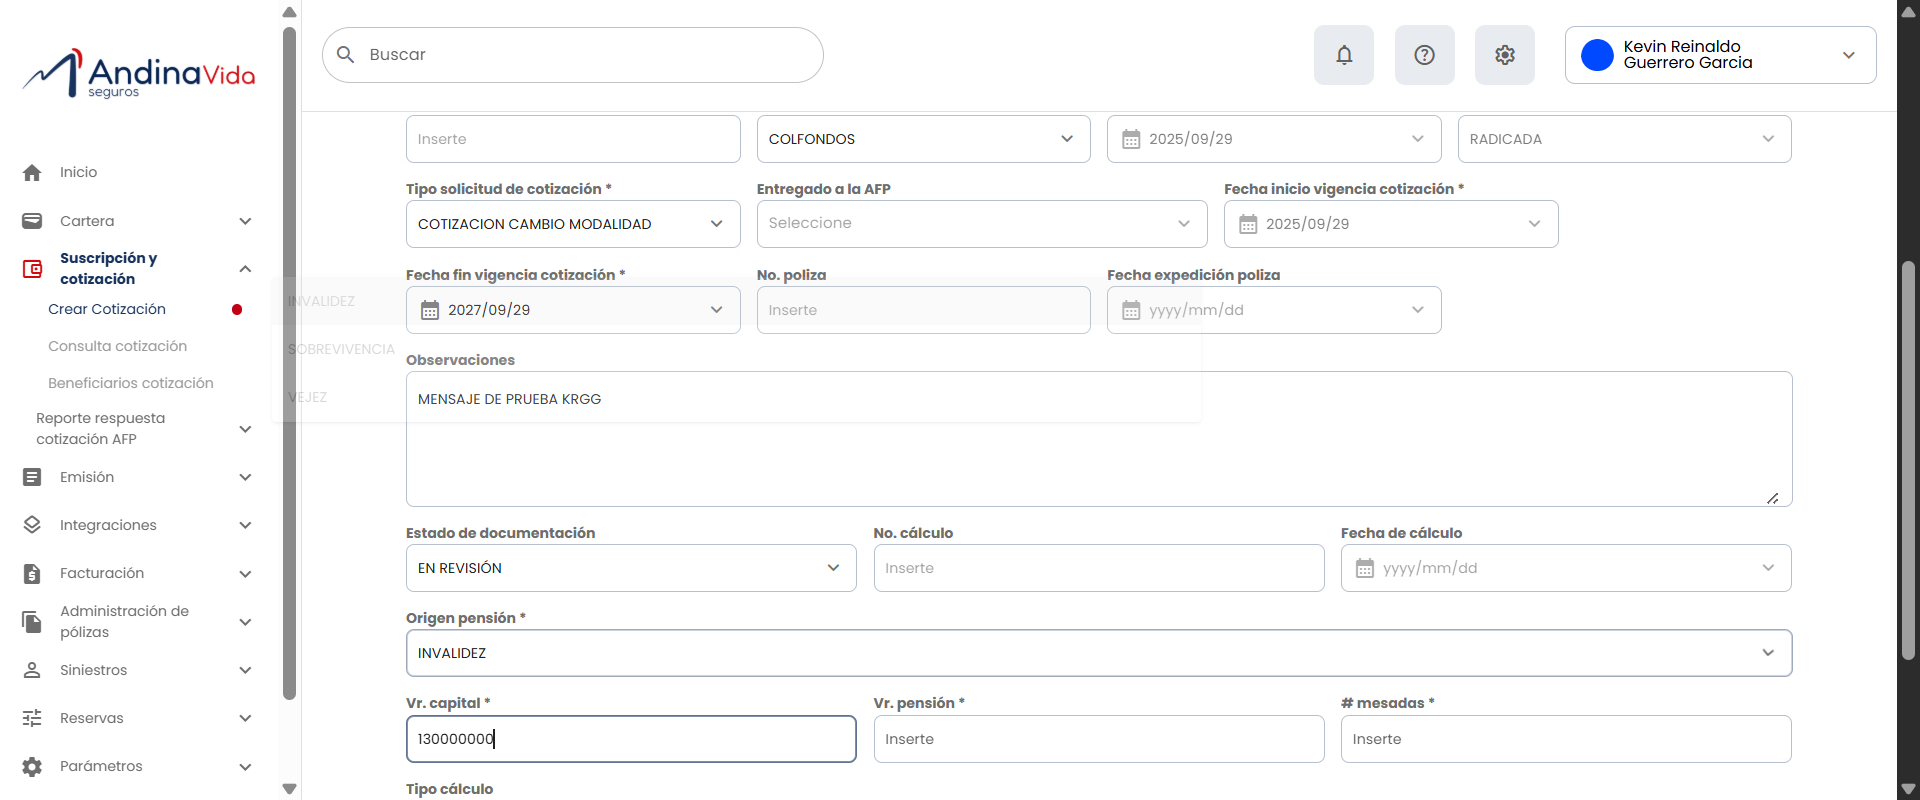 AndinaVida
seguros
Buscar
Kevin Reinaldo
Guerrero Garcia
Inicio
Cartera
Suscripción y
cotización
Crear Cotización
Consulta cotización
Beneficiarios cotización
Reporte respuesta
cotización AFP
Emisión
Integraciones
Facturación
Administración de
pólizas
Siniestros
Reservas
Parámetros
Inserte
COLFONDOS
2025/09/29
RADICADA
Tipo solicitud de cotización *
Entregado a la AFP
Fecha inicio vigencia cotización *
COTIZACION CAMBIO MODALIDAD
Seleccione
2025/09/29
Fecha fin vigencia cotización *
No. poliza
Fecha expedición poliza
2027/09/29
Inserte
yyyy/mm/dd
INVALIDEZ
SOBREVIVENCIA
VEJEZ
Observaciones
MENSAJE DE PRUEBA KRGG
Estado de documentación
No. cálculo
Fecha de cálculo
EN REVISIÓN
Inserte
yyyy/mm/dd
Origen pensión *
INVALIDEZ
Vr. capital *
Vr. pensión *
# mesadas *
130000000
Inserte
Inserte
Tipo cálculo